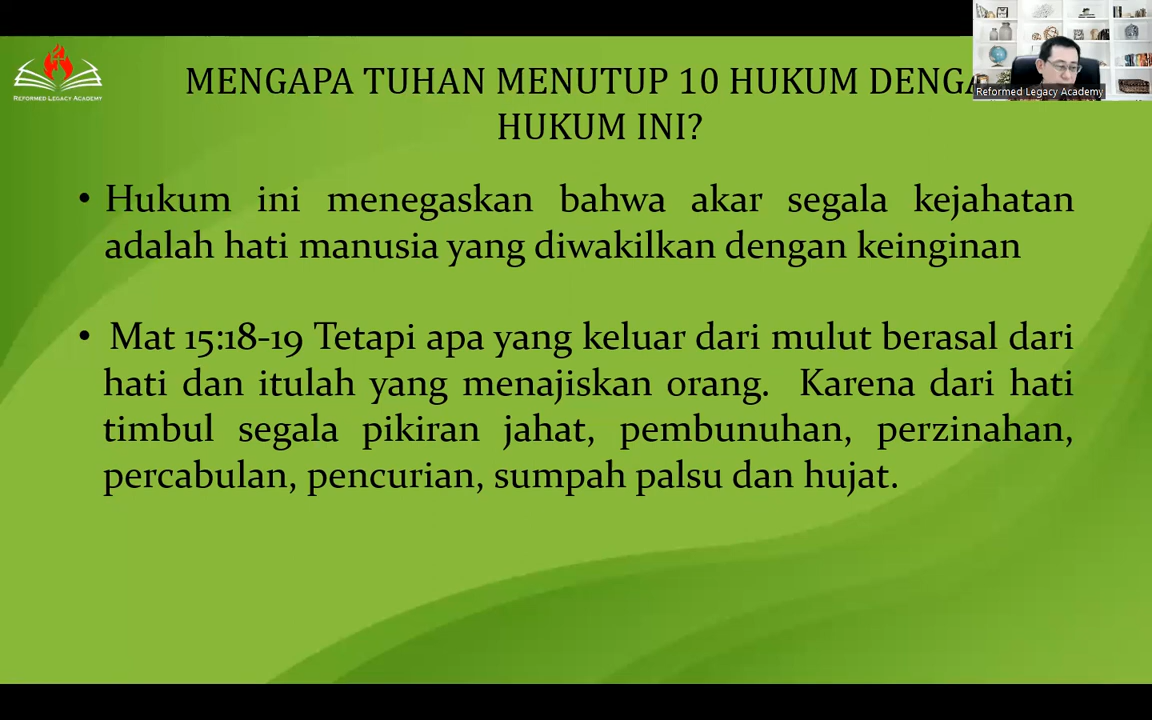 REFORMED LEGACY ACADEMY
MENGAPA TUHAN MENUTUP 10 HUKUM
HUKUM INI?
Reformed Legacy Academy
• Hukum ini menegaskan bahwa akar segala kejahatan
adalah hati manusia yang diwakilkan dengan keinginan
• Mat 15:18-19 Tetapi apa yang keluar dari mulut berasal dari
hati dan itulah yang menajiskan orang. Karena dari hati
timbul segala pikiran jahat, pembunuhan, perzinahan,
percabulan, pencurian, sumpah palsu dan hujat.